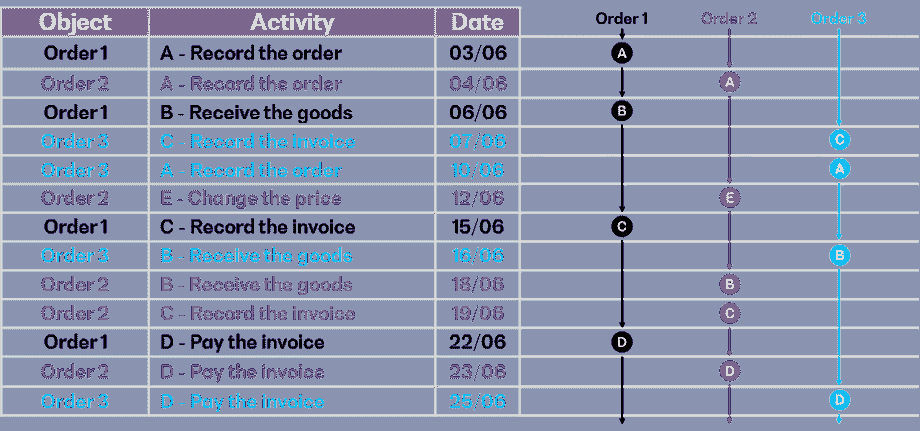 Object Activity Date Order 1 Order 2 Order 3
Order 1 A - Record the order 03/06 A
Order 2 A - Record the order 04/06 A
Order 1 B - Receive the goods 06/06 B
Order 3 C - Record the invoice 07/06 C
Order 3 A - Record the order 10/06 A
Order 2 E - Change the price 12/06 E
Order 1 C - Record the invoice 15/06 C
Order 3 B - Receive the goods 16/06 B
Order 2 B - Receive the goods 18/06 B
Order 2 C - Record the invoice 19/06 C
Order 1 D - Pay the invoice 22/06 D
Order 2 D - Pay the invoice 23/06 D
Order 3 D - Pay the invoice 25/06 D